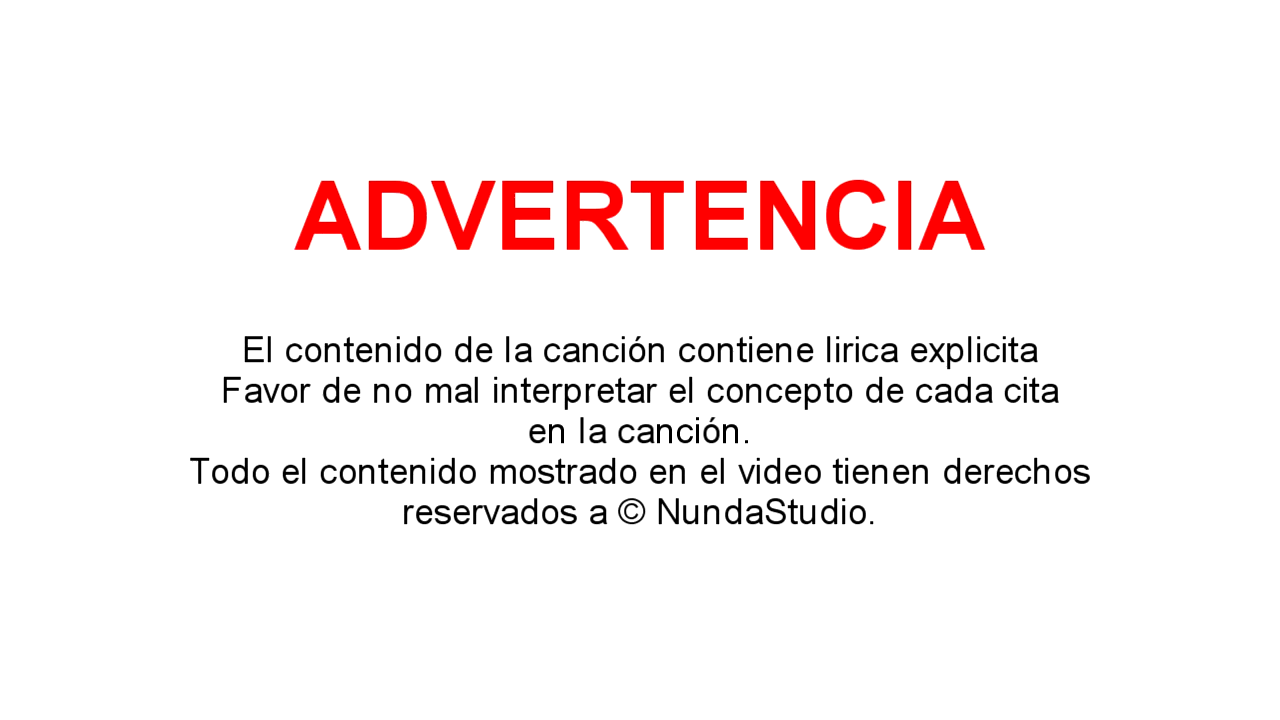 ADVERTENCIA
El contenido de la canción contiene lirica explicita
Favor de no mal interpretar el concepto de cada cita
en la canción.
Todo el contenido mostrado en el video tienen derechos
reservados a © NundaStudio.